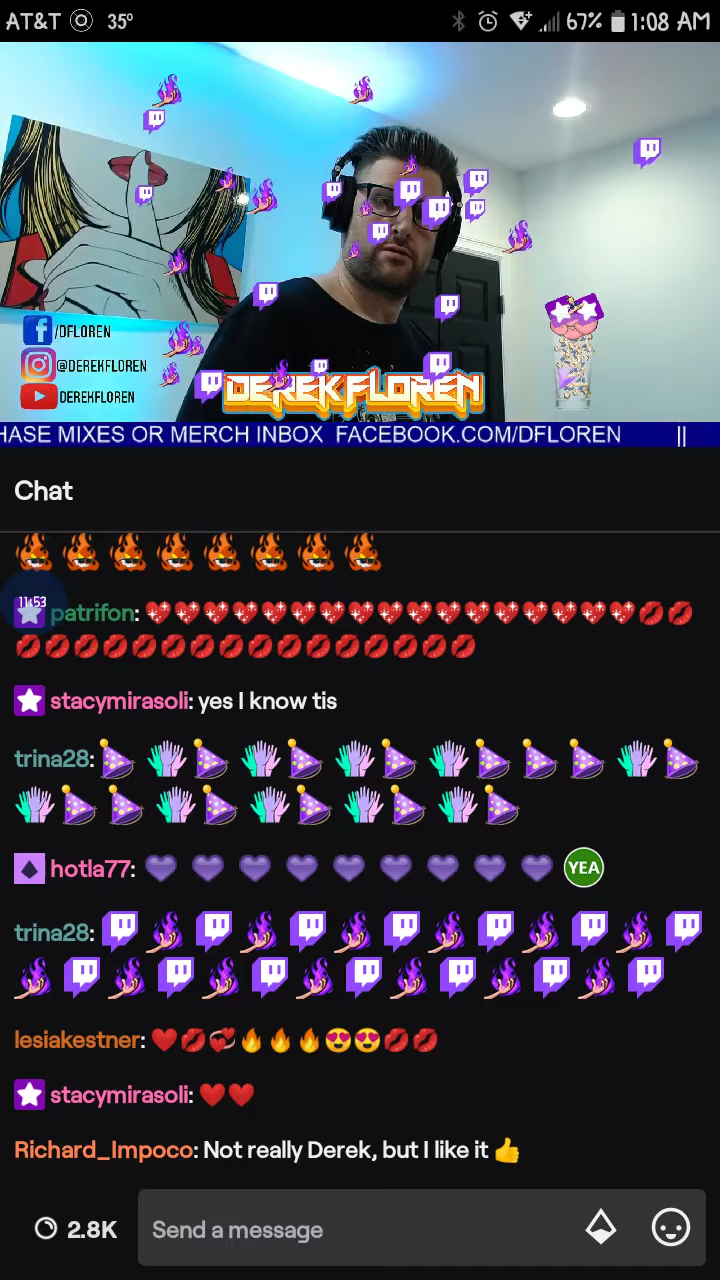 AT&T 35° 67% 1:08 AM
/DFLOREN
@DEREKFLOREN
DEREKFLOREN
DEREK FLOREN
HASE MIXES OR MERCH INBOX FACEBOOK.COM/DFLOREN ||
Chat
11:53
patrifon: 💖💖💖💖💖💖💖💖💖💖💖💖💖💖💖💖💖💋💋
💋💋💋💋💋💋💋💋💋💋💋💋💋💋💋💋
stacymirasoli: yes I know tis
trina28:
hotla77: 💜 💜 💜 💜 💜 💜 💜 💜 💜 YEA
trina28:
lesiakestner: ❤️💋💞🔥🔥🔥😍😍💋💋
stacymirasoli: ❤️❤️
Richard_Impoco: Not really Derek, but I like it 👍
2.8K Send a message